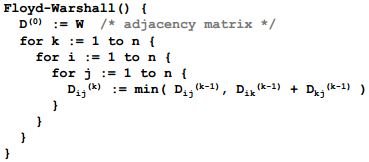 Floyd-Warshall() {
D(0) := W /* adjacency matrix */
for k := 1 to n {
for i := 1 to n {
for j := 1 to n {
Dij(k) := min( Dij(k-1), Dik(k-1) + Dkj(k-1) )
}
}
}
}